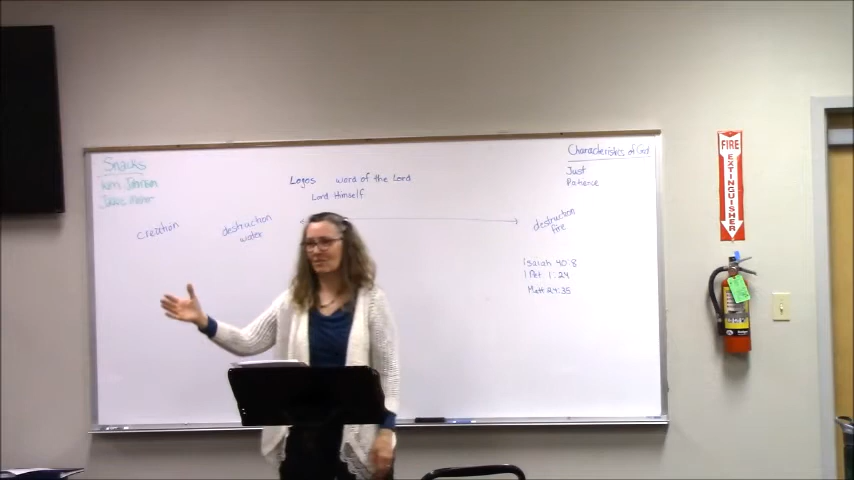 Snacks
Johnson
Logos word of the Lord
Lord Himself
creation
destruction
water
destruction
fire
Characteristics of God
Just
Patience
Isaiah 40:8
1 Pet 1:24
Matt 24:35
FIRE
EXTINGUISHER